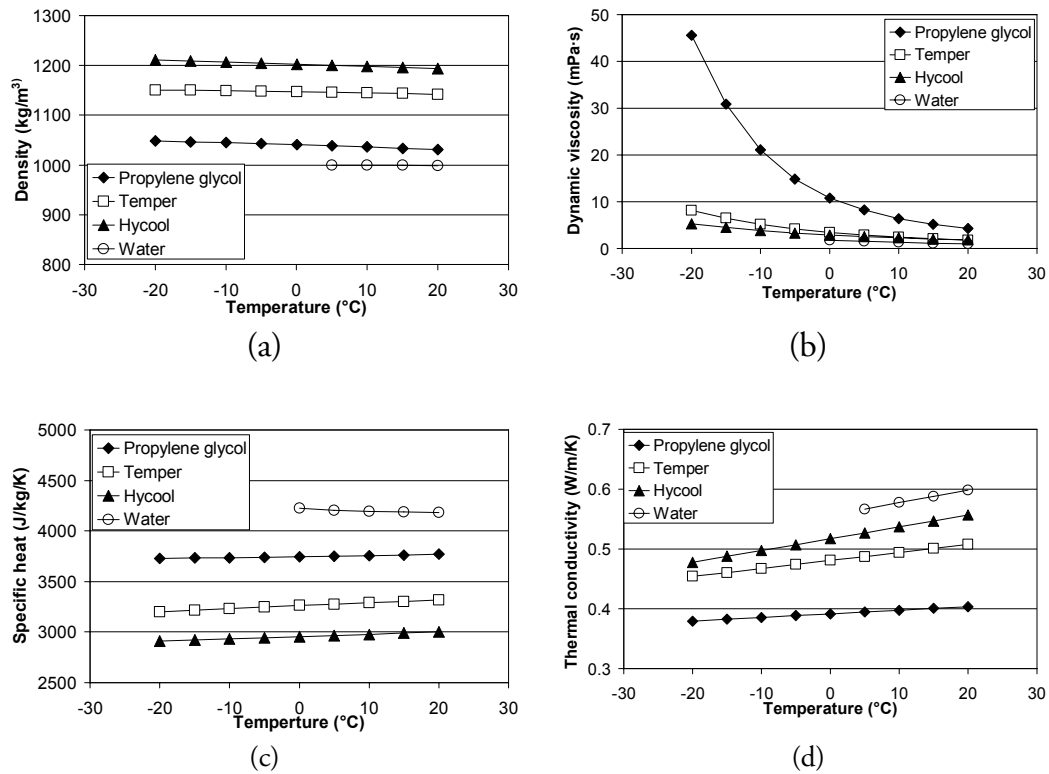 1300
1200
1100
1000
900
800
Density (kg/m³)
-30 -20 -10 0 10 20 30
Temperature (°C)
Propylene glycol
Temper
Hycool
Water
(a)
50
40
30
20
10
0
Dynamic viscosity (mPa·s)
-30 -20 -10 0 10 20 30
Temperature (°C)
Propylene glycol
Temper
Hycool
Water
(b)
5000
4500
4000
3500
3000
2500
Specific heat (J/kg/K)
-30 -20 -10 0 10 20 30
Temperture (°C)
Propylene glycol
Temper
Hycool
Water
(c)
0.7
0.6
0.5
0.4
0.3
Thermal conductivity (W/m/K)
-30 -20 -10 0 10 20 30
Temperature (°C)
Propylene glycol
Temper
Hycool
Water
(d)